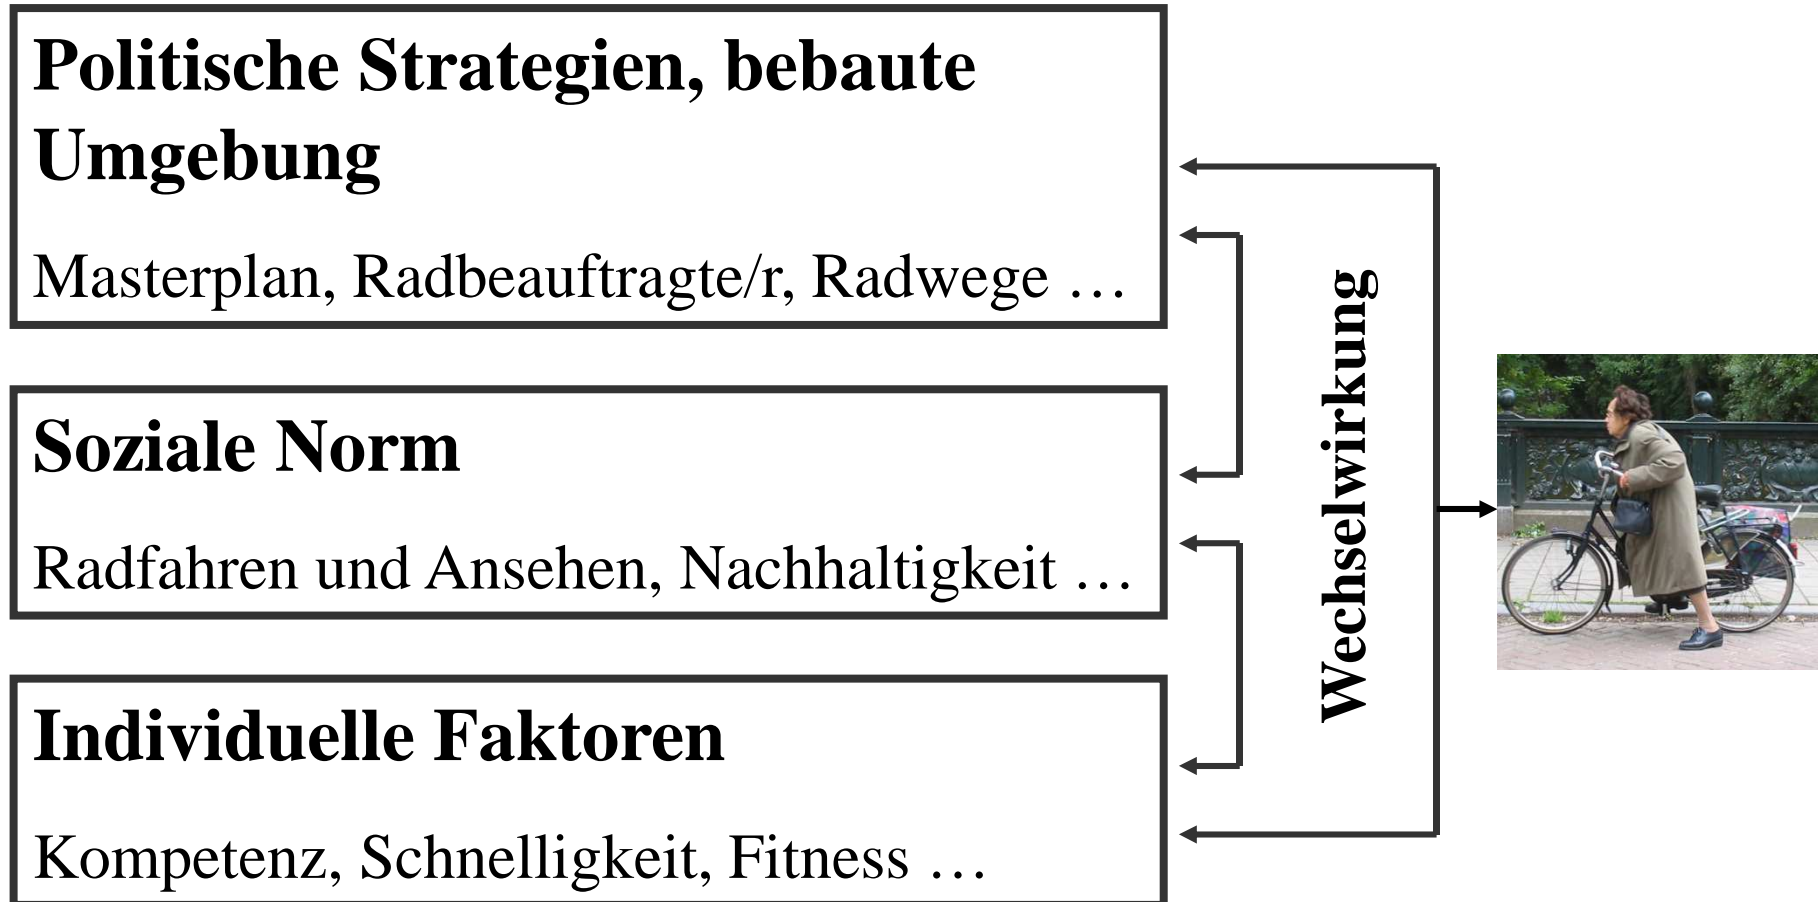 Politische Strategien, bebaute
Umgebung
Masterplan, Radbeauftragte/r, Radwege …
Soziale Norm
Radfahren und Ansehen, Nachhaltigkeit …
Individuelle Faktoren
Kompetenz, Schnelligkeit, Fitness …
Wechselwirkung